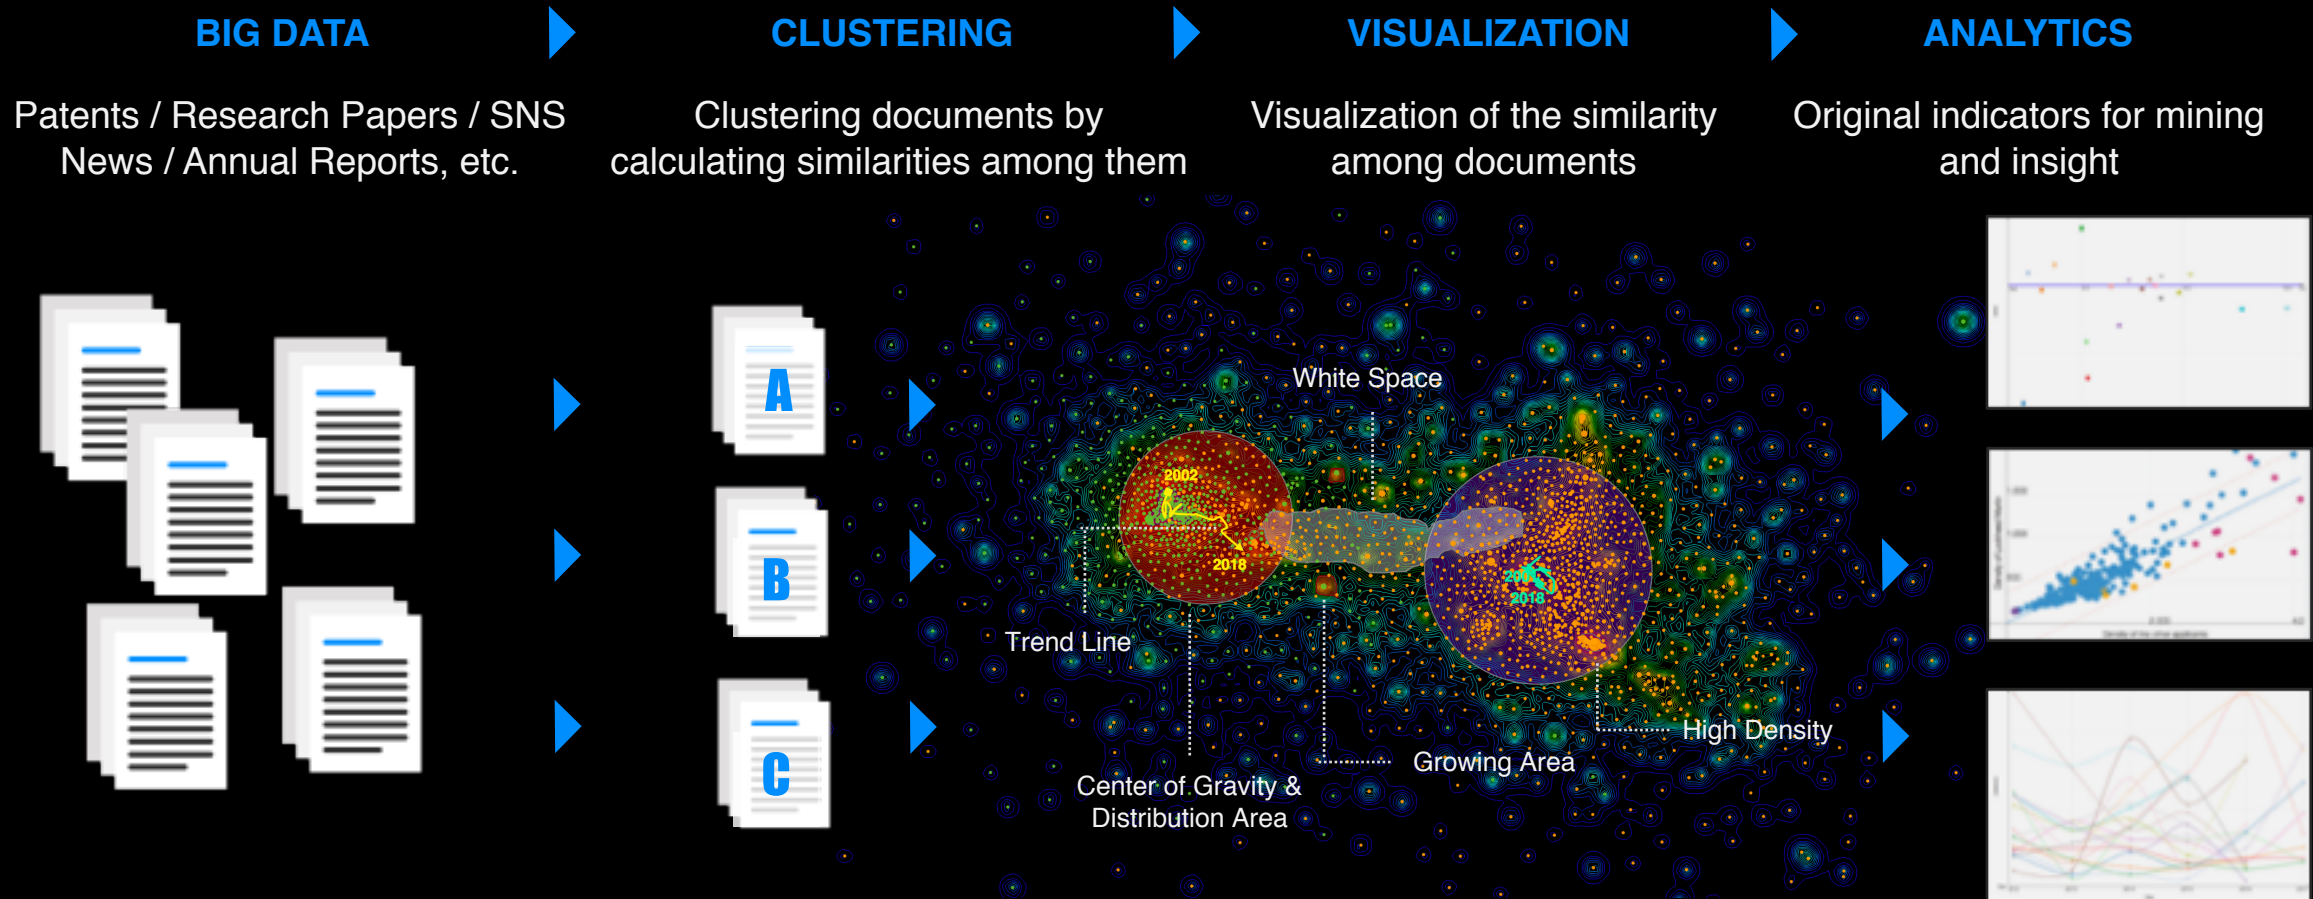 BIG DATA
CLUSTERING
VISUALIZATION
ANALYTICS
Patents / Research Papers / SNS
News / Annual Reports, etc.
Clustering documents by
calculating similarities among them
Visualization of the similarity
among documents
Original indicators for mining
and insight
A
B
C
White Space
2002
2018
2018
Trend Line
High Density
Growing Area
Center of Gravity &
Distribution Area